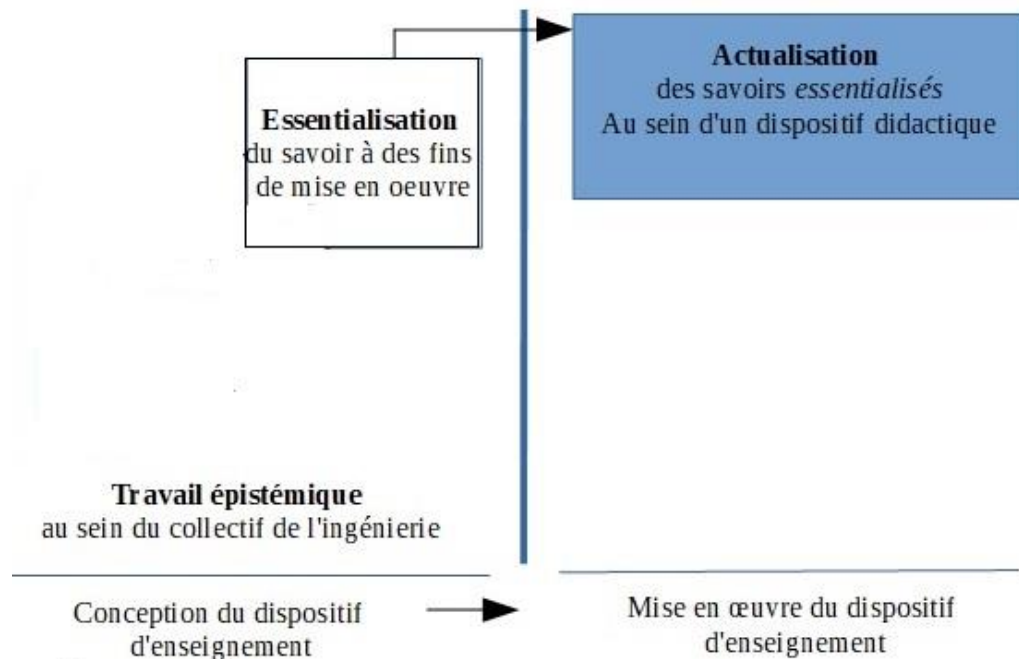 Essentialisation
du savoir à des fins
de mise en oeuvre
Actualisation
des savoirs essentialisés
Au sein d'un dispositif didactique
Travail épistémique
au sein du collectif de l'ingénierie
Conception du dispositif
d'enseignement
Mise en œuvre du dispositif
d'enseignement